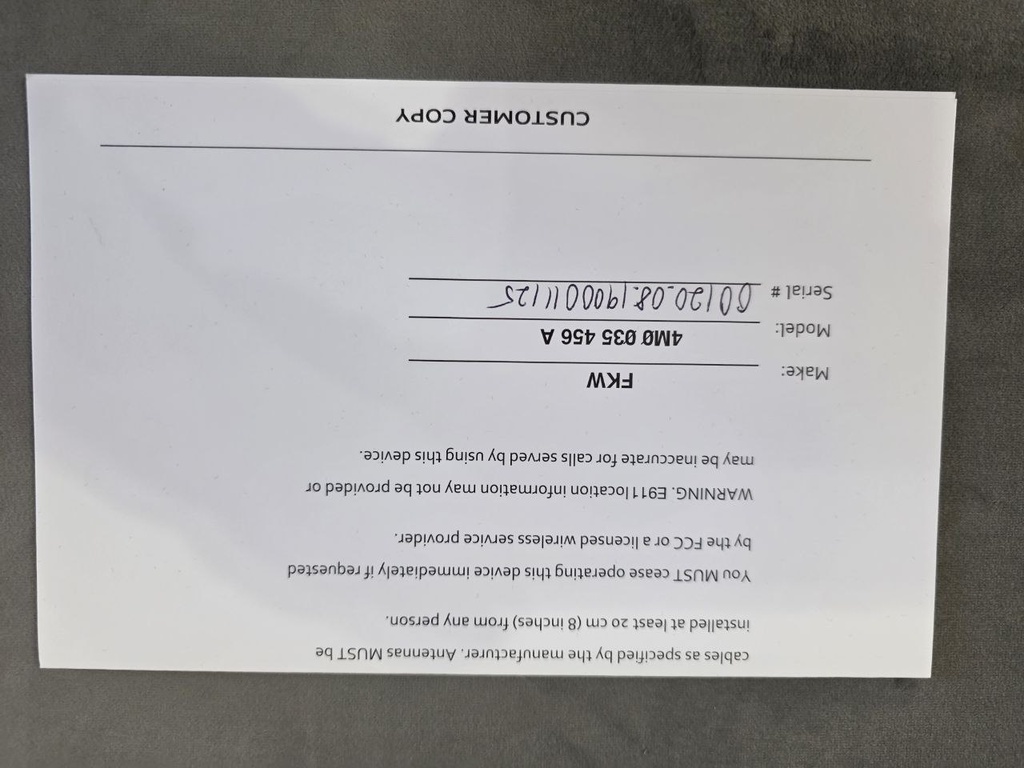 cables as specified by the manufacturer. Antennas MUST be
installed at least 20 cm (8 inches) from any person.
You MUST cease operating this device immediately if requested
by the FCC or a licensed wireless service provider.
WARNING. E911 location information may not be provided or
may be inaccurate for calls served by using this device.
Make: FKW
Model: 4M0 035 456 A
Serial # 00120.08.1900011125
CUSTOMER COPY